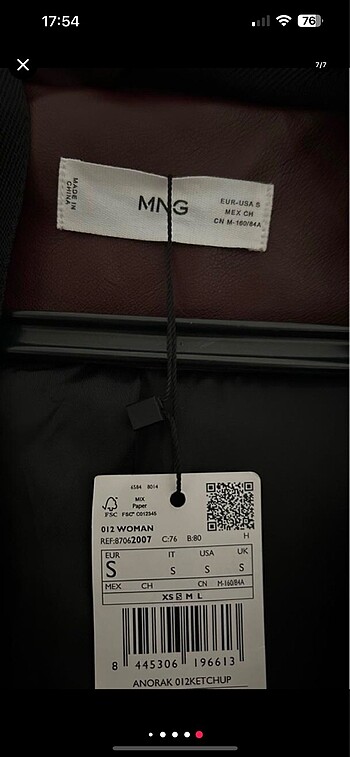 17:54
76
7/7
MADE IN
CHINA
MNG
EUR-USA S
MEX CH
CN M-160/84A
6584 8014
FSC
MIX
Paper
FSC® C012345
012 WOMAN
REF:87062007 C:76 B:80 H
EUR IT USA UK
S S S S
MEX CH CN M-160/84A
XS S M L
8 445306 196613
ANORAK 012KETCHUP